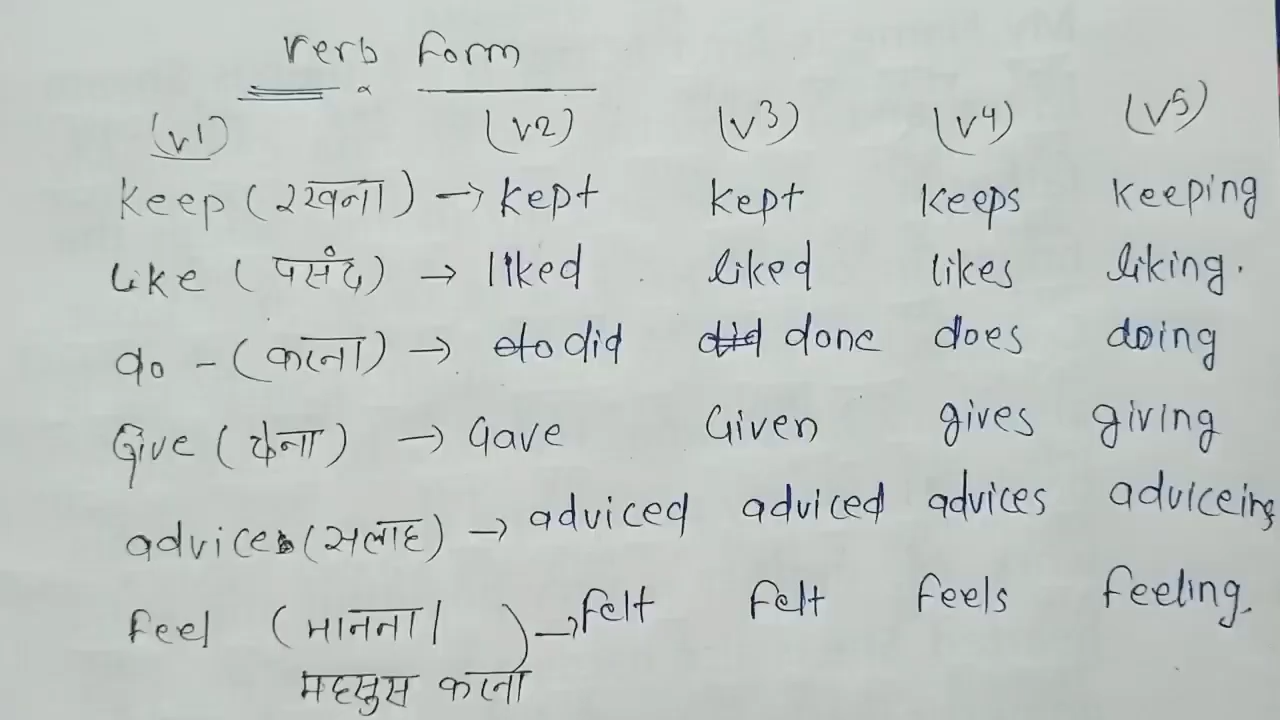 verb form
(v1) (v2) (v3) (v4) (v5)
keep (रखना) → kept kept keeps keeping
like (पसंद) → liked liked likes liking.
do - (करना) → did done does doing
Give (देना) → Gave Given gives giving
advice (सलाह) → adviced adviced advices adviceing
feel (मानना। ) → felt felt feels feeling.
महसुस करना